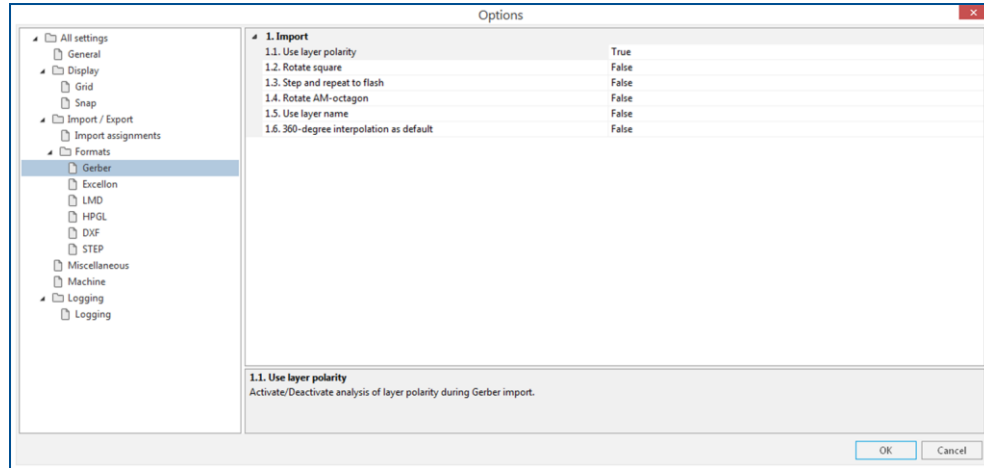 Options
All settings
General
Display
Grid
Snap
Import / Export
Import assignments
Formats
Gerber
Excellon
LMD
HPGL
DXF
STEP
Miscellaneous
Machine
Logging
Logging
1. Import
1.1. Use layer polarity True
1.2. Rotate square False
1.3. Step and repeat to flash False
1.4. Rotate AM-octagon False
1.5. Use layer name False
1.6. 360-degree interpolation as default False
1.1. Use layer polarity
Activate/Deactivate analysis of layer polarity during Gerber import.
OK Cancel